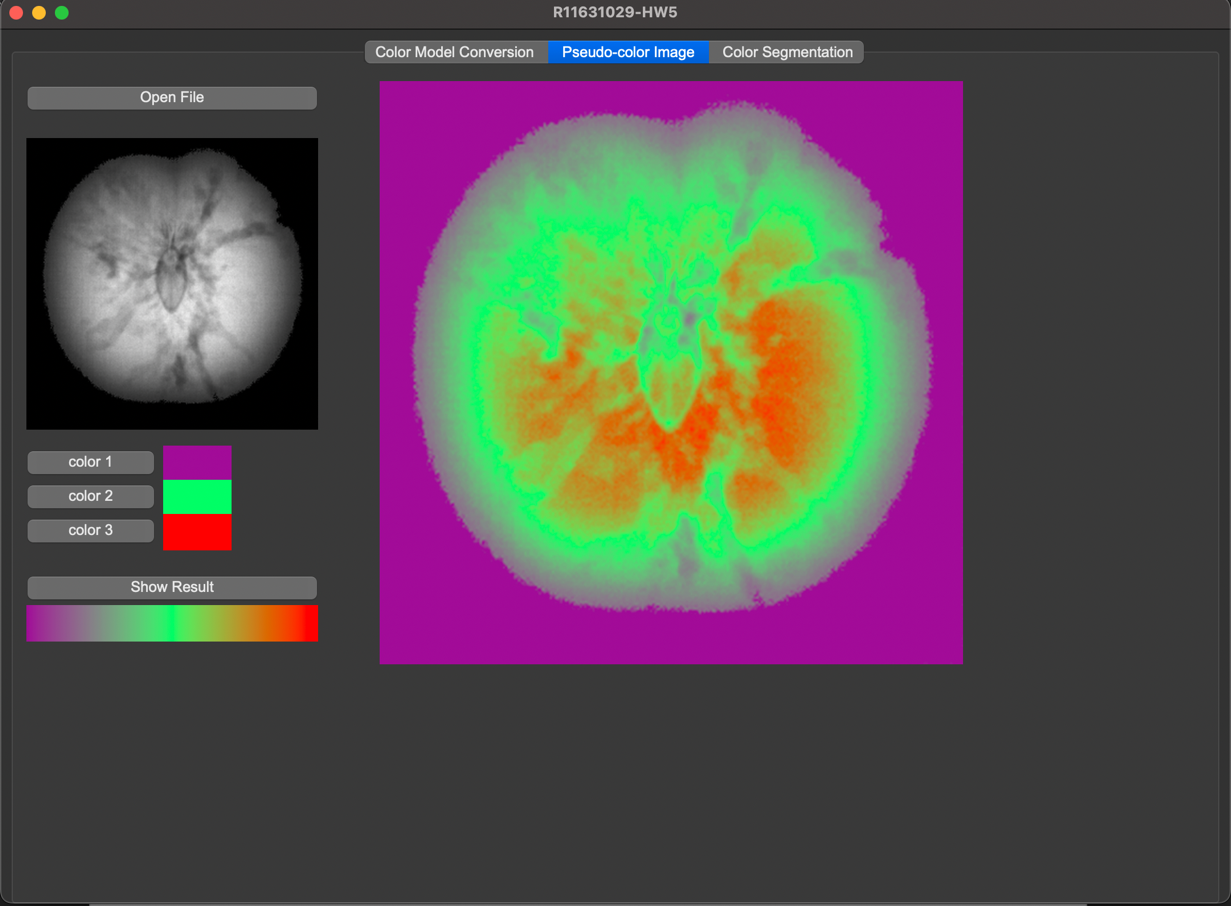 R11631029-HW5
Color Model Conversion
Pseudo-color Image
Color Segmentation
Open File
color 1
color 2
color 3
Show Result